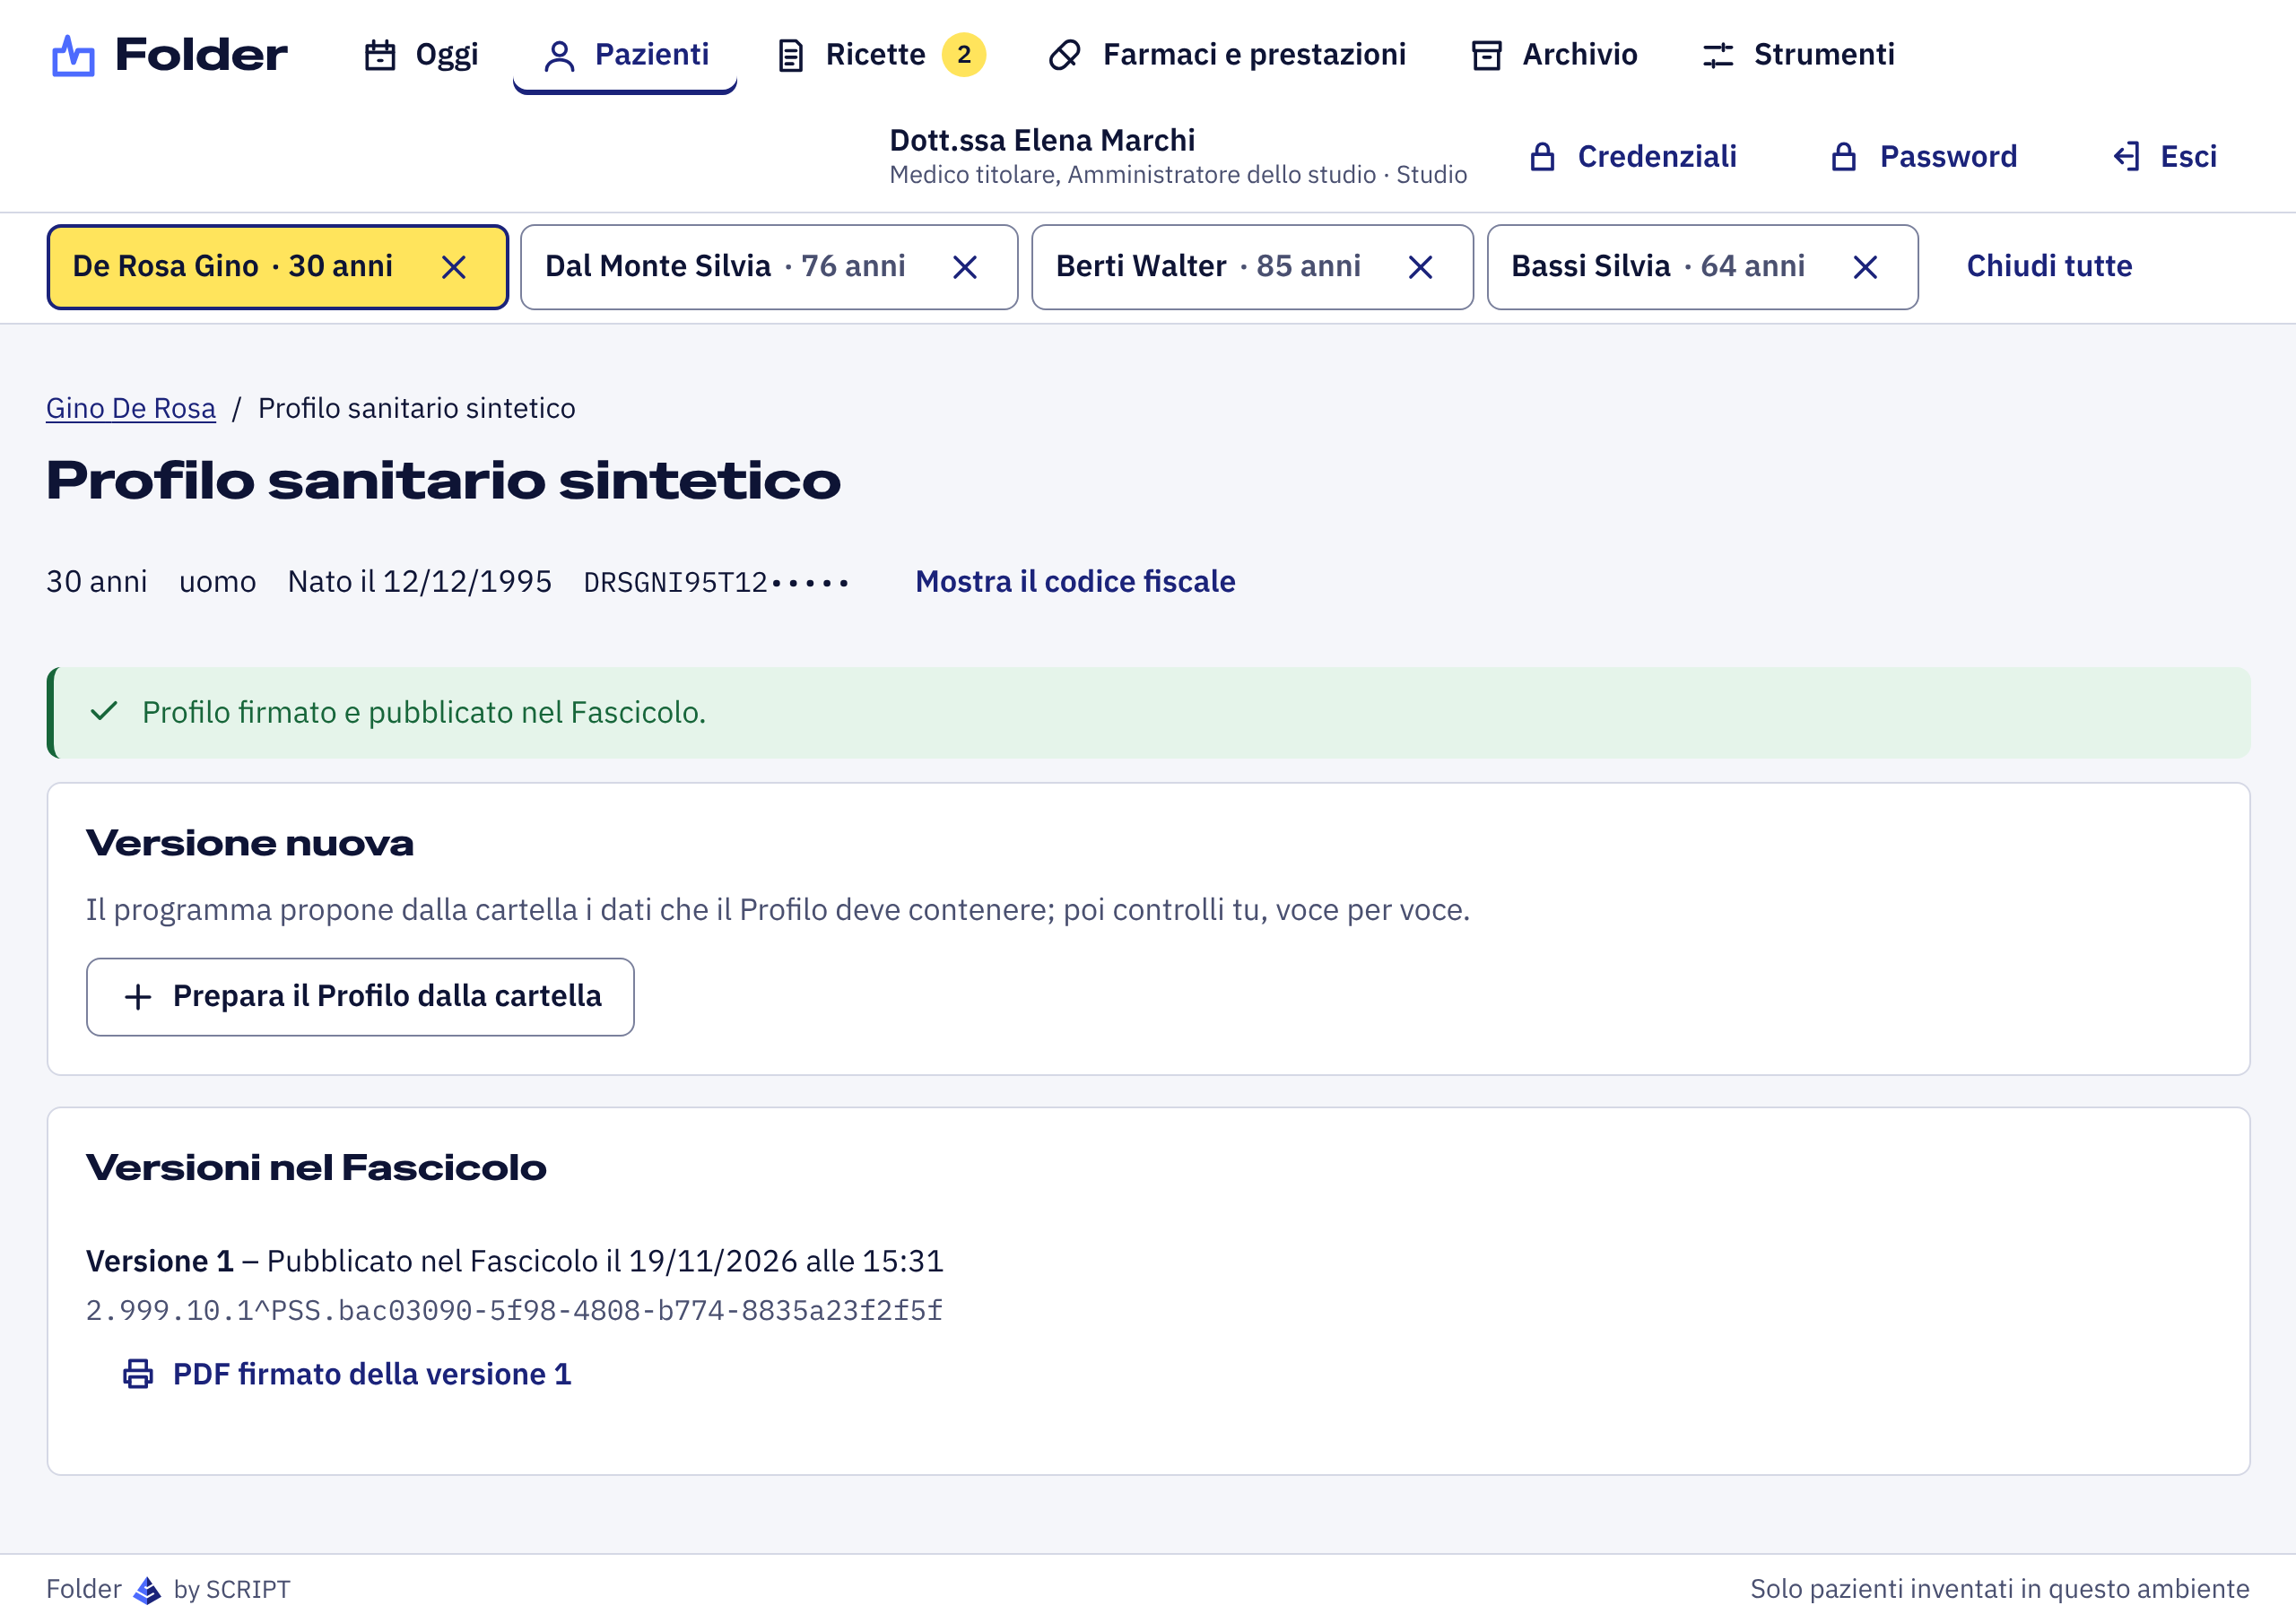 Folder Oggi Pazienti Ricette 2 Farmaci e prestazioni Archivio Strumenti
Dott.ssa Elena Marchi
Medico titolare, Amministratore dello studio · Studio
Credenziali Password Esci
De Rosa Gino · 30 anni Dal Monte Silvia · 76 anni Berti Walter · 85 anni Bassi Silvia · 64 anni Chiudi tutte
Gino De Rosa / Profilo sanitario sintetico
Profilo sanitario sintetico
30 anni uomo Nato il 12/12/1995 DRSGNI95T12••••• Mostra il codice fiscale
Profilo firmato e pubblicato nel Fascicolo.
Versione nuova
Il programma propone dalla cartella i dati che il Profilo deve contenere; poi controlli tu, voce per voce.
Prepara il Profilo dalla cartella
Versioni nel Fascicolo
Versione 1 – Pubblicato nel Fascicolo il 19/11/2026 alle 15:31
2.999.10.1^PSS.bac03090-5f98-4808-b774-8835a23f2f5f
PDF firmato della versione 1
Folder by SCRIPT
Solo pazienti inventati in questo ambiente